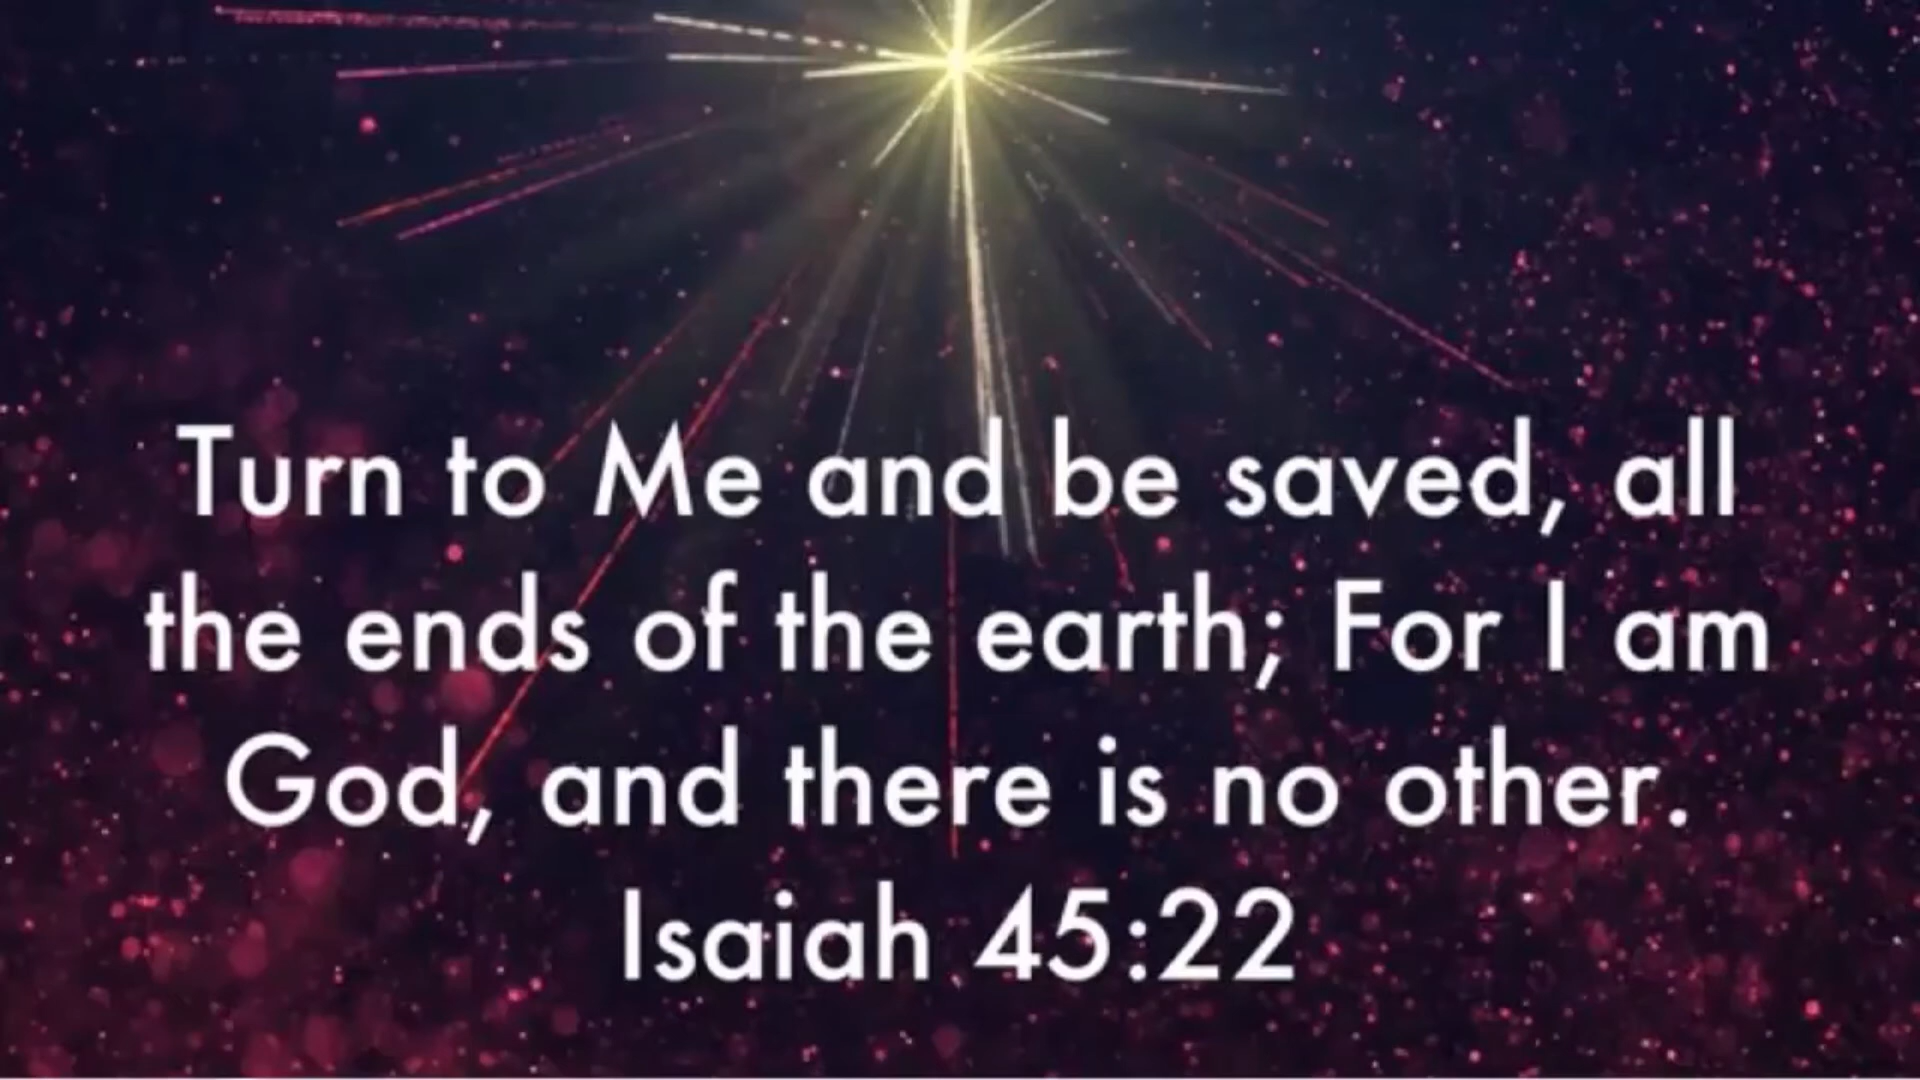 Turn to Me and be saved, all
the ends of the earth; For I am
God, and there is no other.
Isaiah 45:22